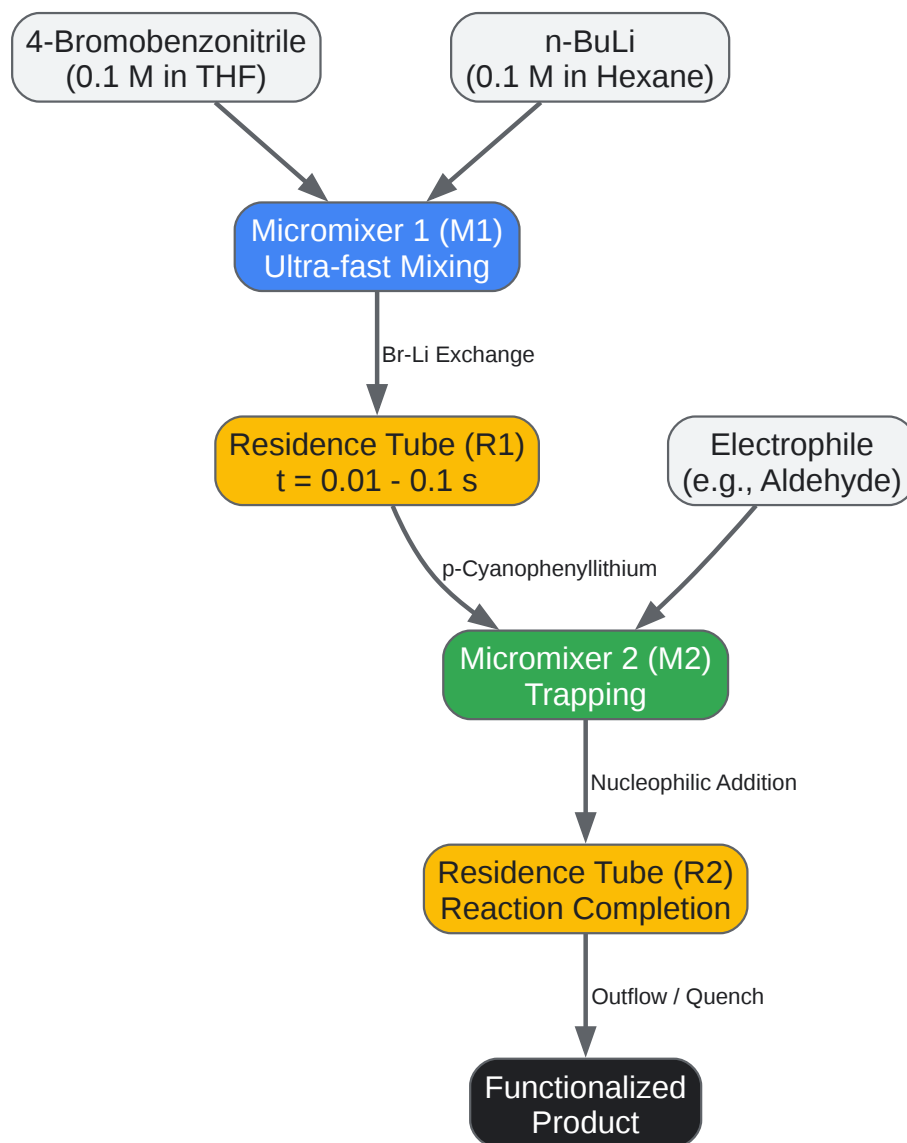 4-Bromobenzonitrile
(0.1 M in THF)
n-BuLi
(0.1 M in Hexane)
Micromixer 1 (M1)
Ultra-fast Mixing
Br-Li Exchange
Residence Tube (R1)
t = 0.01 - 0.1 s
Electrophile
(e.g., Aldehyde)
p-Cyanophenyllithium
Micromixer 2 (M2)
Trapping
Nucleophilic Addition
Residence Tube (R2)
Reaction Completion
Outflow / Quench
Functionalized
Product